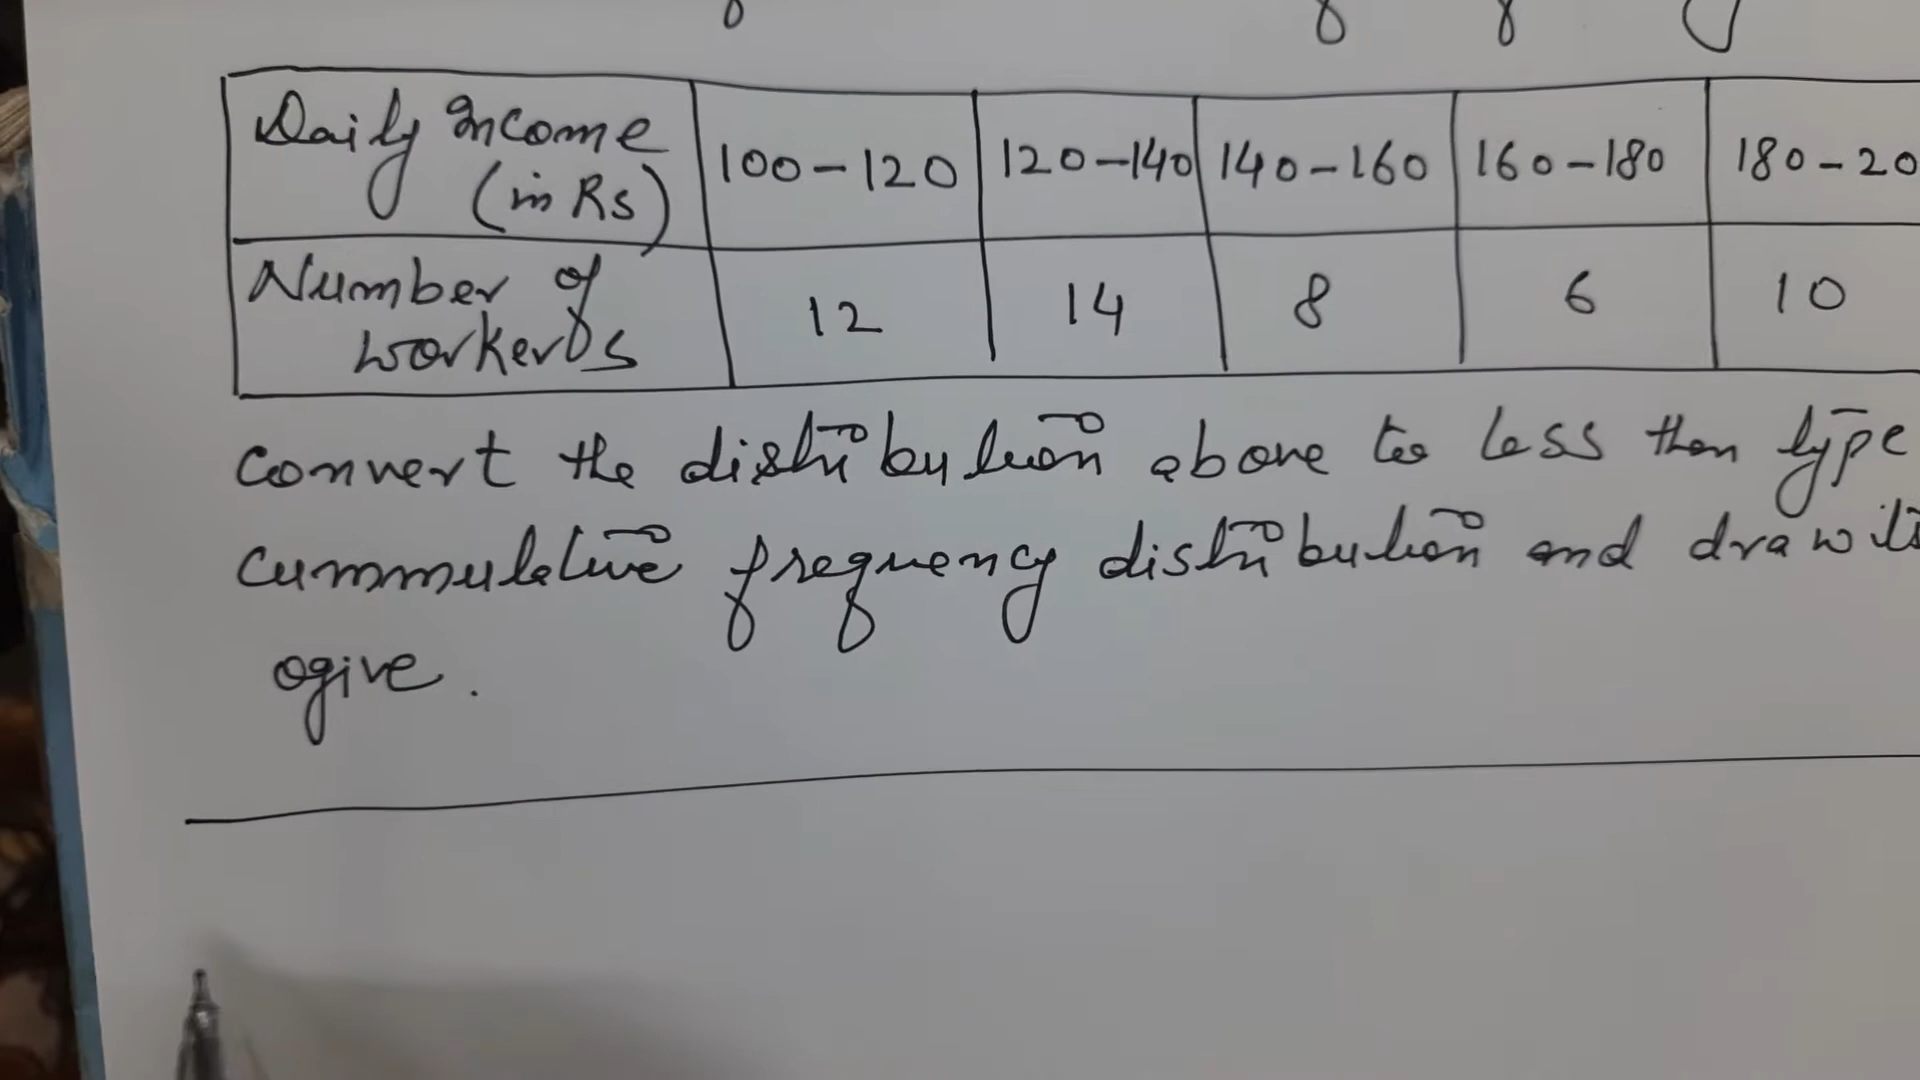 Daily Income (in Rs) 100-120 120-140 140-160 160-180 180-20
Number of workers 12 14 8 6 10
convert the distribution above to less than type
cummulative frequency distribution and draw its
ogive.